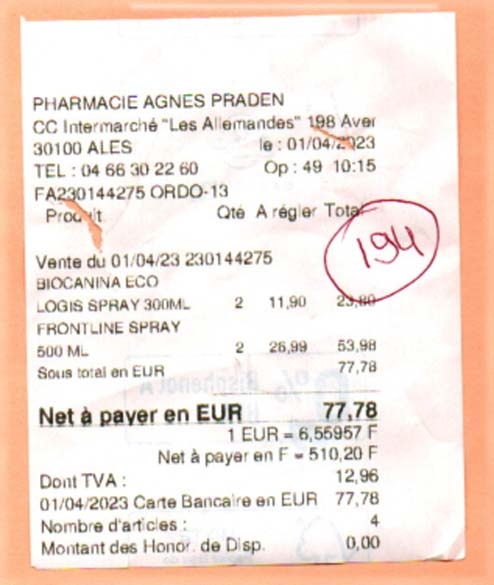 PHARMACIE AGNES PRADEN
CC Intermarché "Les Allemandes" 198 Aver
30100 ALES le : 01/04/2023
TEL : 04 66 30 22 60 Op : 49 10:15
FA230144275 ORDO-13
Produit Qté A régler Total
194
Vente du 01/04/23 230144275
BIOCANINA ECO
LOGIS SPRAY 300ML 2 11,90 23,80
FRONTLINE SPRAY
500 ML 2 26,99 53,98
Sous total en EUR 77,78
Net à payer en EUR 77,78
1 EUR = 6,55957 F
Net à payer en F = 510,20 F
Dont TVA : 12,96
01/04/2023 Carte Bancaire en EUR 77,78
Nombre d'articles : 4
Montant des Honor. de Disp. 0,00